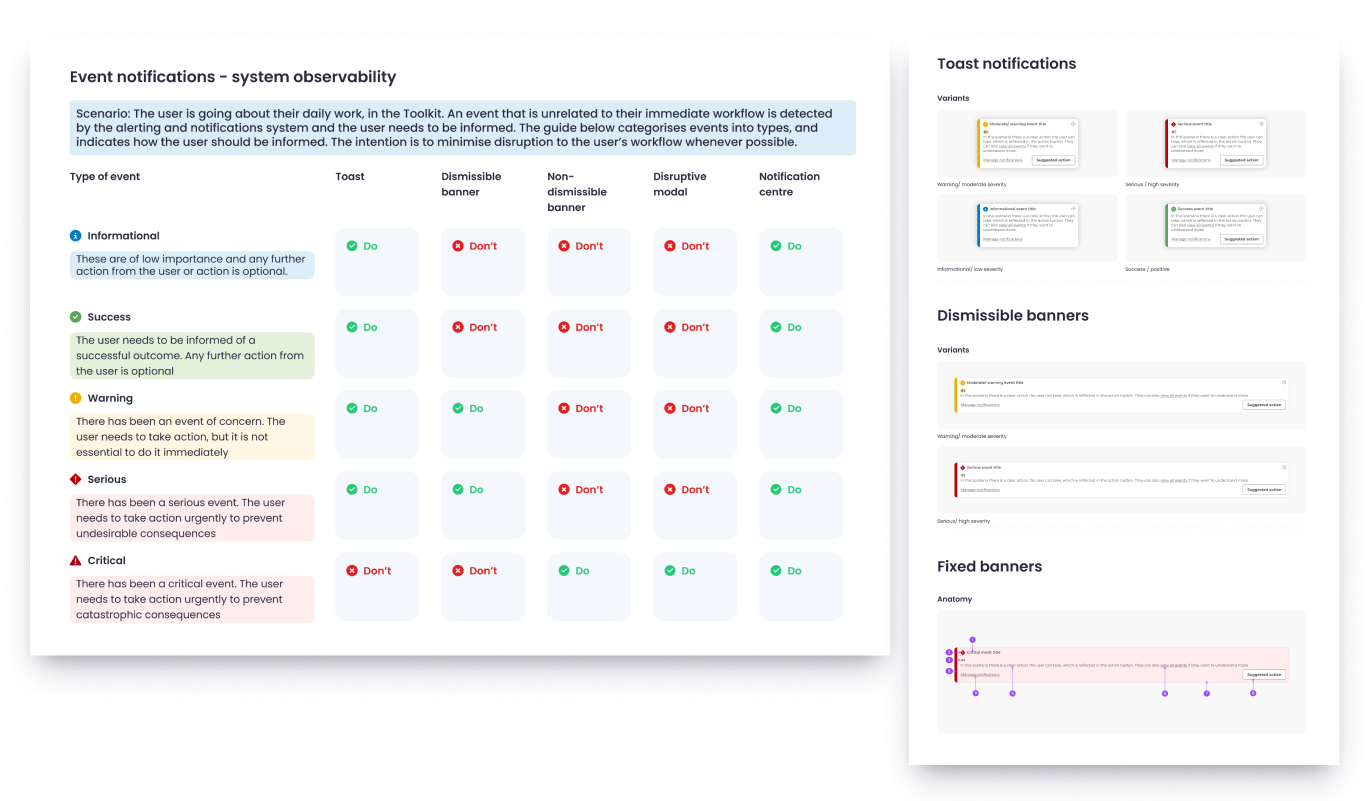 Event notifications - system observability
Scenario: The user is going about their daily work, in the Toolkit. An event that is unrelated to their immediate workflow is detected
by the alerting and notifications system and the user needs to be informed. The guide below categorises events into types, and
indicates how the user should be informed. The intention is to minimise disruption to the user's workflow whenever possible.
Type of event
Toast
Dismissible
banner
Non-
dismissible
banner
Disruptive
modal
Notification
centre
Informational
These are of low importance and any further
action from the user or action is optional.
Do
Don't
Don't
Don't
Do
Success
The user needs to be informed of a
successful outcome. Any further action from
the user is optional
Do
Don't
Don't
Don't
Do
Warning
There has been an event of concern. The
user needs to take action, but it is not
essential to do it immediately
Do
Do
Don't
Don't
Do
Serious
There has been a serious event. The user
needs to take action urgently to prevent
undesirable consequences
Do
Do
Don't
Don't
Do
Critical
There has been a critical event. The user
needs to take action urgently to prevent
catastrophic consequences
Don't
Don't
Do
Do
Do
Toast notifications
Variants
Moderate/ warning event title
In this scenario there is a clear action the user can
take, which is reflected in the action button. They
can also view all events if they want to
understand more.
Manage notifications
Suggested action
Warning/ moderate severity
Serious event title
In this scenario there is a clear action the user can
take, which is reflected in the action button. They
can also view all events if they want to
understand more.
Manage notifications
Suggested action
Serious / high severity
Informational event title
In this scenario there is a clear action the user can
take, which is reflected in the action button. They
can also view all events if they want to
understand more.
Manage notifications
Informational/ low severity
Success event title
In this scenario there is a clear action the user can
take, which is reflected in the action button. They
can also view all events if they want to
understand more.
Manage notifications
Suggested action
Success / positive
Dismissible banners
Variants
Moderate/ warning event title
In this scenario there is a clear action the user can take, which is reflected in the action button. They can also view all events if they want to understand more.
Manage notifications
Suggested action
Warning/ moderate severity
Serious event title
In this scenario there is a clear action the user can take, which is reflected in the action button. They can also view all events if they want to understand more.
Manage notifications
Suggested action
Serious/ high severity
Fixed banners
Anatomy
Critical event title
In this scenario there is a clear action the user can take, which is reflected in the action button. They can also view all events if they want to understand more.
Manage notifications
Suggested action